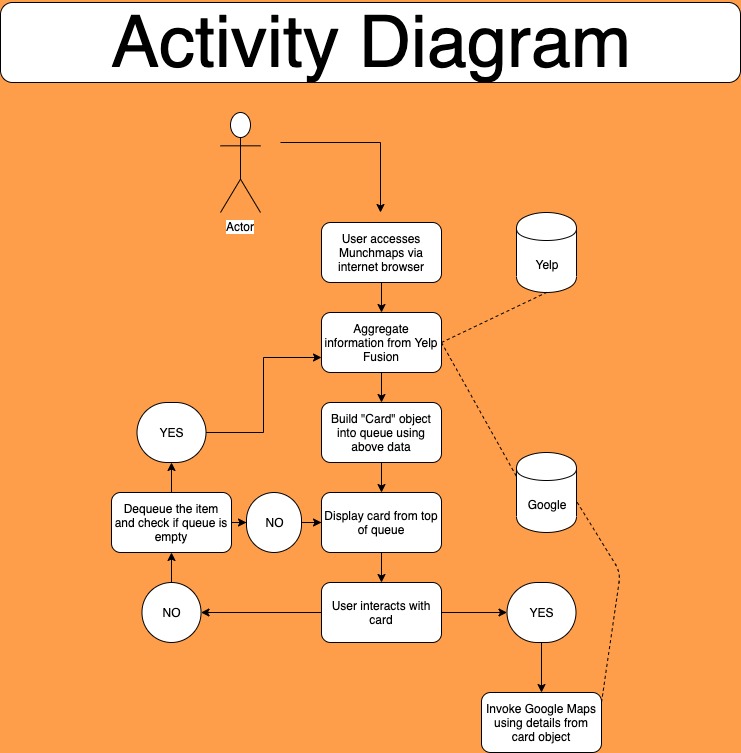 Activity Diagram
Actor
User accesses
Munchmaps via
internet browser
Yelp
Aggregate
information from Yelp
Fusion
YES
Build "Card" object
into queue using
above data
Dequeue the item
and check if queue is
empty
NO
Display card from top
of queue
Google
NO
User interacts with
card
YES
Invoke Google Maps
using details from
card object